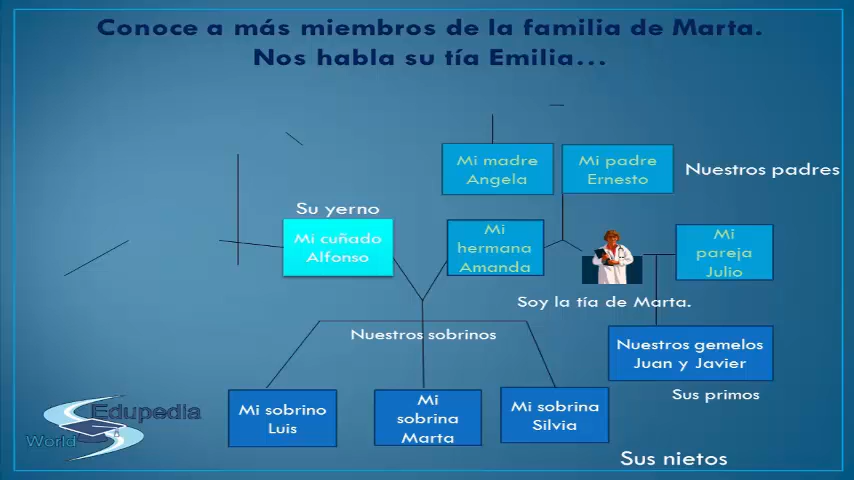 Conoce a más miembros de la familia de Marta.
Nos habla su tía Emilia...
Mi madre
Angela
Mi padre
Ernesto
Nuestros padres
Su yerno
Mi cuñado
Alfonso
Mi
hermana
Amanda
Mi
pareja
Julio
Soy la tía de Marta.
Nuestros sobrinos
Nuestros gemelos
Juan y Javier
Sus primos
Mi sobrino
Luis
Mi
sobrina
Marta
Mi sobrina
Silvia
Edupedia
World
Sus nietos